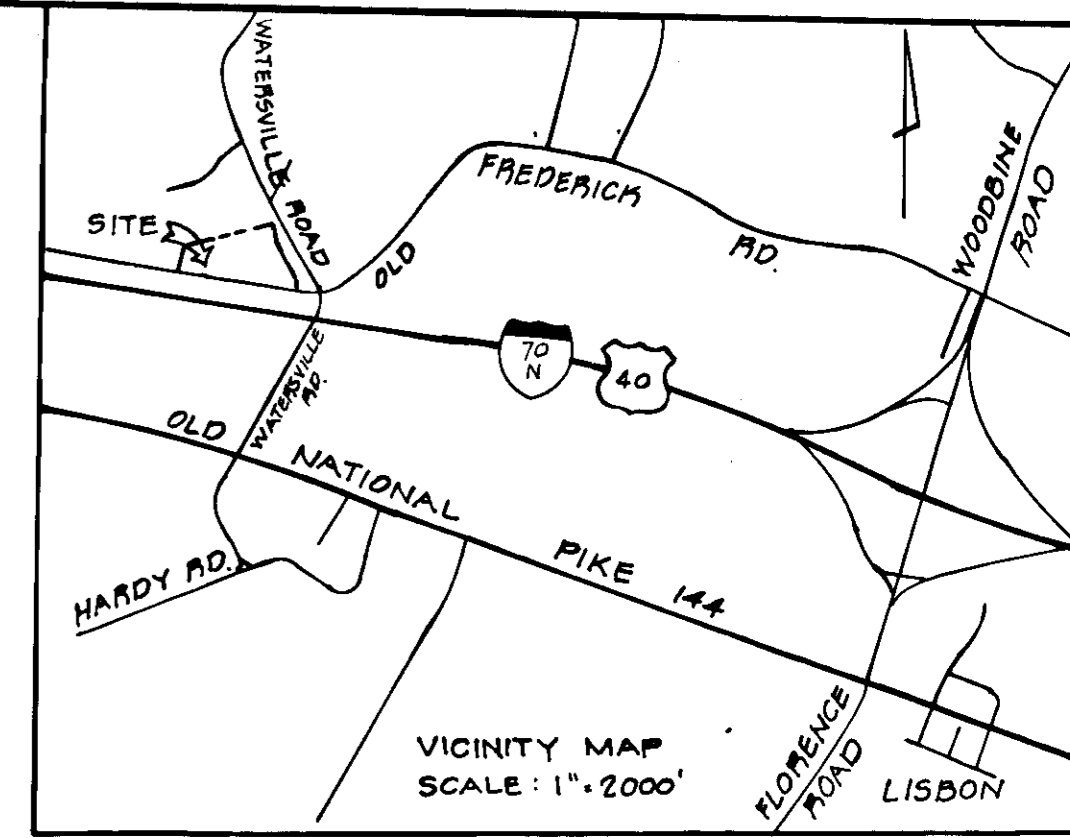 WATERSVILLE ROAD
FREDERICK
WOODBINE
ROAD
SITE
OLD
RD.
70
N
40
WATERSVILLE
RD.
OLD
NATIONAL
PIKE 144
HARDY RD.
VICINITY MAP
SCALE : 1"=2000'
FLORENCE
ROAD
LISBON